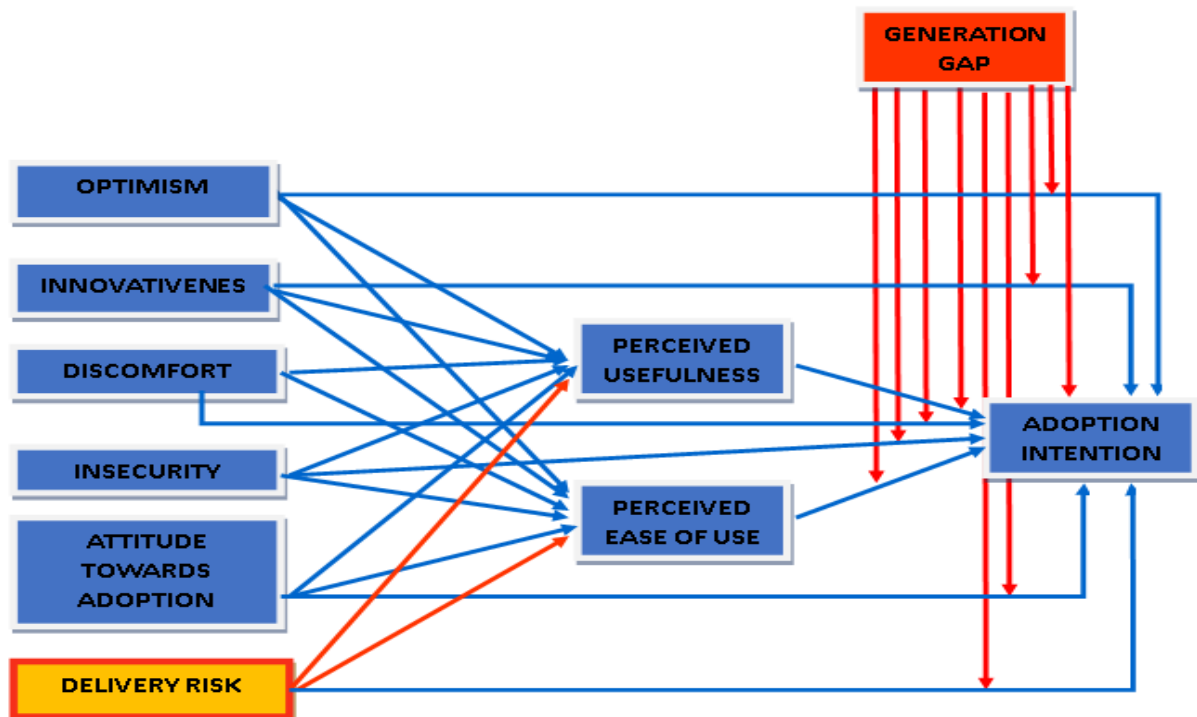 GENERATION
GAP
OPTIMISM
INNOVATIVENES
DISCOMFORT
INSECURITY
ATTITUDE
TOWARDS
ADOPTION
DELIVERY RISK
PERCEIVED
USEFULNESS
PERCEIVED
EASE OF USE
ADOPTION
INTENTION